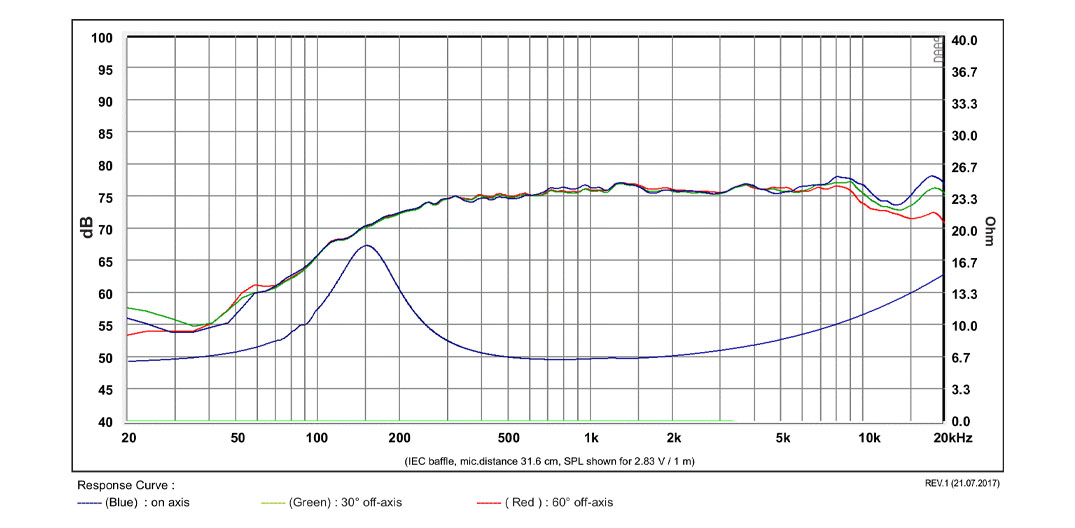 100 40.0
DAAS
95 36.7
90 33.3
85 30.0
80 26.7
75 23.3
70 20.0
dB Ohm
65 16.7
60 13.3
55 10.0
50 6.7
45 3.3
40 0.0
20 50 100 200 500 1k 2k 5k 10k 20kHz
(IEC baffle, mic.distance 31.6 cm, SPL shown for 2.83 V / 1 m)
Response Curve :
REV.1 (21.07.2017)
(Blue) : on axis (Green) : 30° off-axis ( Red ) : 60° off-axis